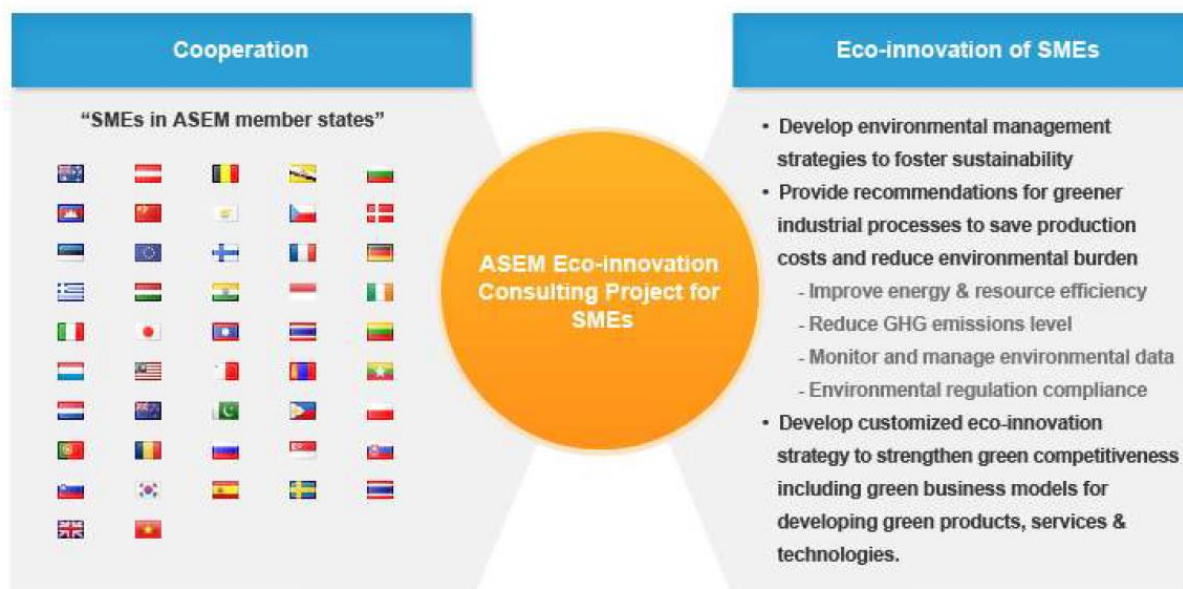 Cooperation
“SMEs in ASEM member states”
ASEM Eco-innovation
Consulting Project for
SMEs
Eco-innovation of SMEs
• Develop environmental management
strategies to foster sustainability
• Provide recommendations for greener
industrial processes to save production
costs and reduce environmental burden
- Improve energy & resource efficiency
- Reduce GHG emissions level
- Monitor and manage environmental data
- Environmental regulation compliance
• Develop customized eco-innovation
strategy to strengthen green competitiveness
including green business models for
developing green products, services &
technologies.